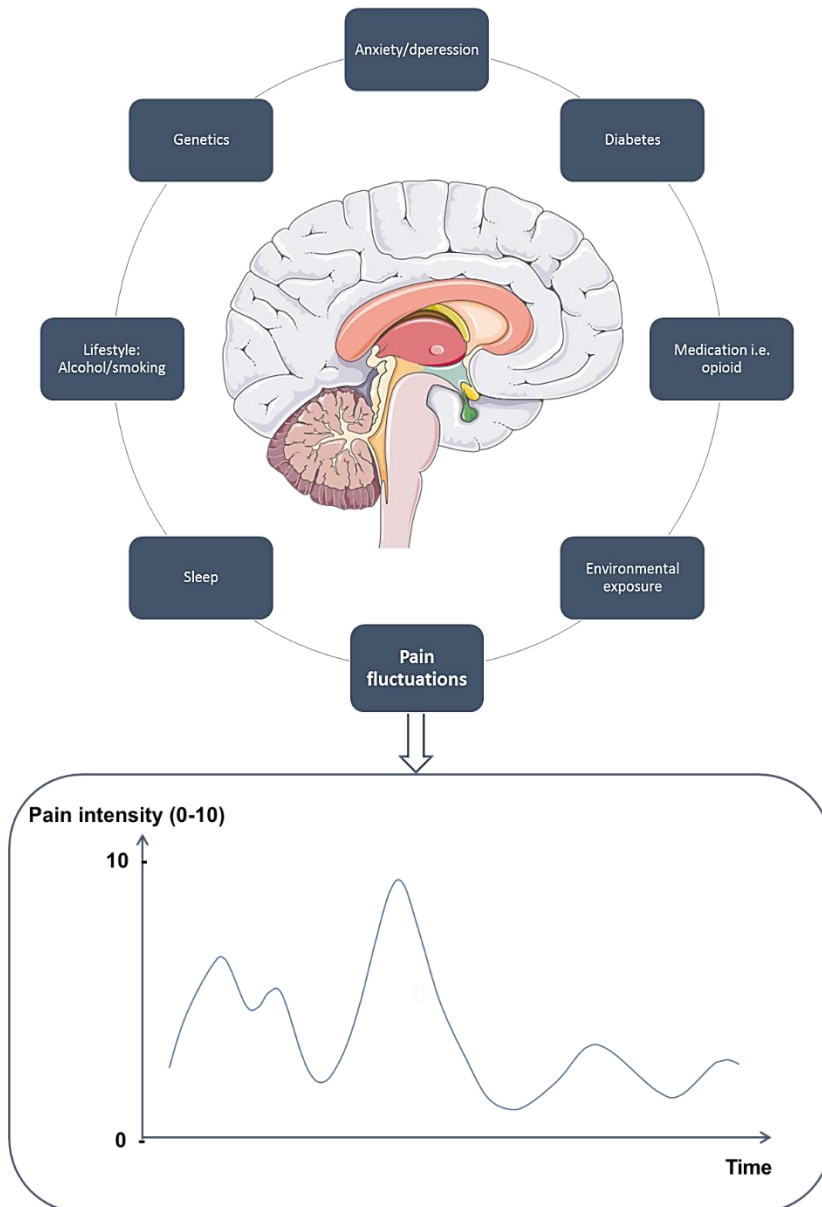 Anxiety/dperession
Genetics
Diabetes
Lifestyle:
Alcohol/smoking
Medication i.e.
opioid
Sleep
Environmental
exposure
Pain
fluctuations
Pain intensity (0-10)
10 -
0 -
Time